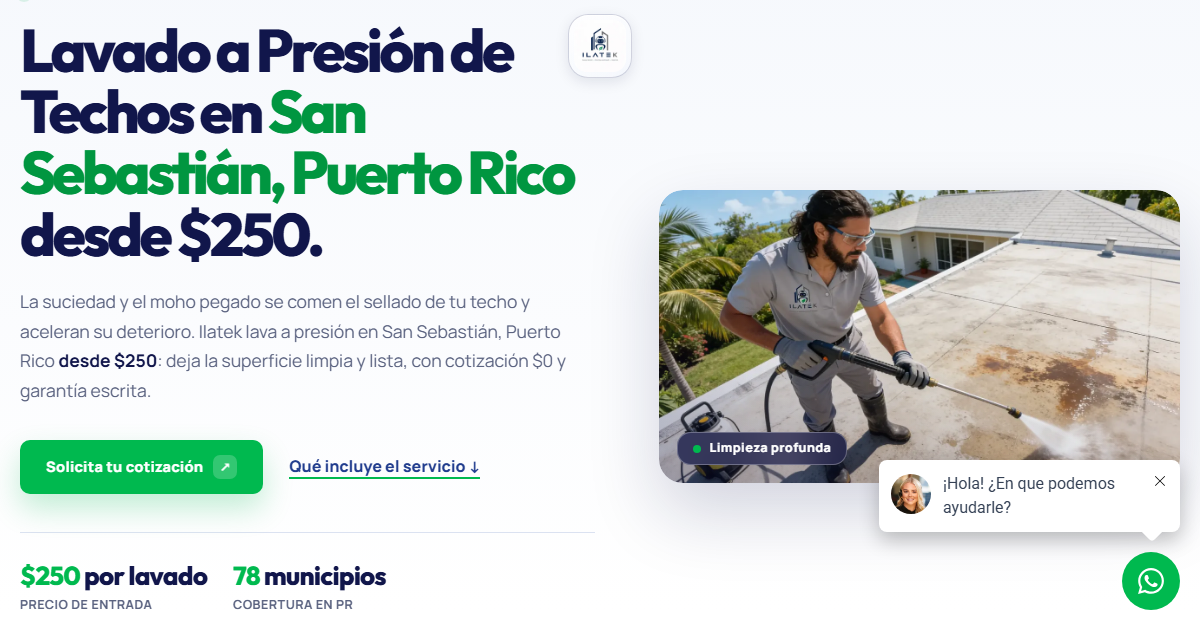 Lavado a Presión de
Techos en San
Sebastián, Puerto Rico
desde $250.
ILATEK
La suciedad y el moho pegado se comen el sellado de tu techo y
aceleran su deterioro. Ilatek lava a presión en San Sebastián, Puerto
Rico desde $250: deja la superficie limpia y lista, con cotización $0 y
garantía escrita.
Solicita tu cotización ↗
Qué incluye el servicio ↓
$250 por lavado
PRECIO DE ENTRADA
78 municipios
COBERTURA EN PR
ILATEK
Limpieza profunda
¡Hola! ¿En que podemos
ayudarle?